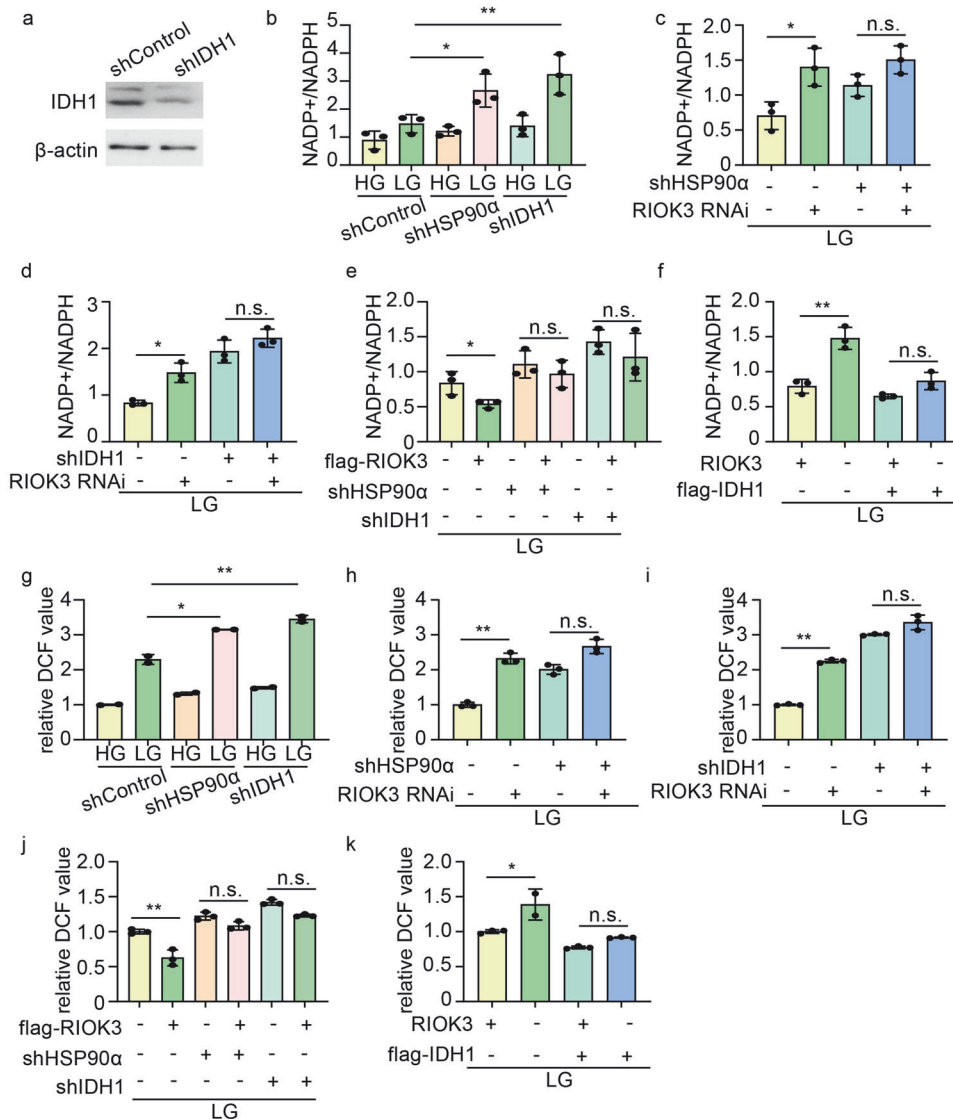 a
shControl
shIDH1
IDH1
β-actin
b
NADP+/NADPH
5
4
3
2
1
0
*
**
HG LG HG LG HG LG
shControl
shHSP90α
shIDH1
c
NADP+/NADPH
2.0
1.5
1.0
0.5
*
n.s.
shHSP90α - - + +
RIOK3 RNAi - + - +
LG
d
NADP+/NADPH
3
2
1
0
*
n.s.
shIDH1 - - + +
RIOK3 RNAi - + - +
LG
e
NADP+/NADPH
2.0
1.5
1.0
0.5
0.0
*
n.s.
n.s.
flag-RIOK3 - + - + - +
shHSP90α - - + + - -
shIDH1 - - - - + +
LG
f
NADP+/NADPH
2.0
1.5
1.0
0.5
0.0
**
n.s.
RIOK3 + - + -
flag-IDH1 - - + +
LG
g
relative DCF value
4
3
2
1
0
*
**
HG LG HG LG HG LG
shControl
shHSP90α
shIDH1
h
relative DCF value
4
3
2
1
0
**
n.s.
shHSP90α - - + +
RIOK3 RNAi - + - +
LG
i
relative DCF value
4
3
2
1
0
**
n.s.
shIDH1 - - + +
RIOK3 RNAi - + - +
LG
j
relative DCF value
2.0
1.5
1.0
0.5
0.0
**
n.s.
n.s.
flag-RIOK3 - + - + - +
shHSP90α - - + + - -
shIDH1 - - - - + +
LG
k
relative DCF value
2.0
1.5
1.0
0.5
0.0
*
n.s.
RIOK3 + - + -
flag-IDH1 - - + +
LG